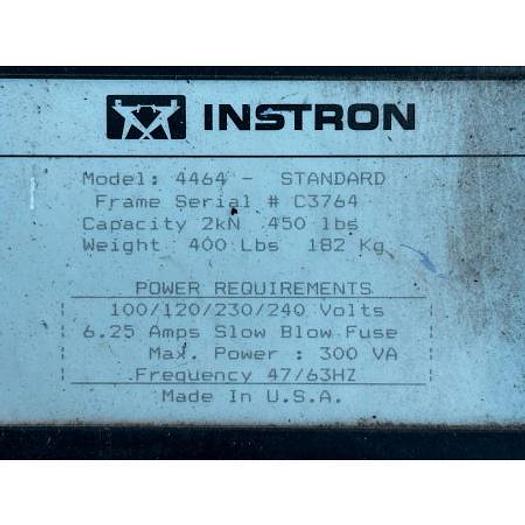 INSTRON
Model: 4464 - STANDARD
Frame Serial # C3764
Capacity 2kN 450 lbs
Weight 400 Lbs 182 Kg
POWER REQUIREMENTS
100/120/230/240 Volts
6.25 Amps Slow Blow Fuse
Max. Power : 300 VA
Frequency 47/63HZ
Made In U.S.A.